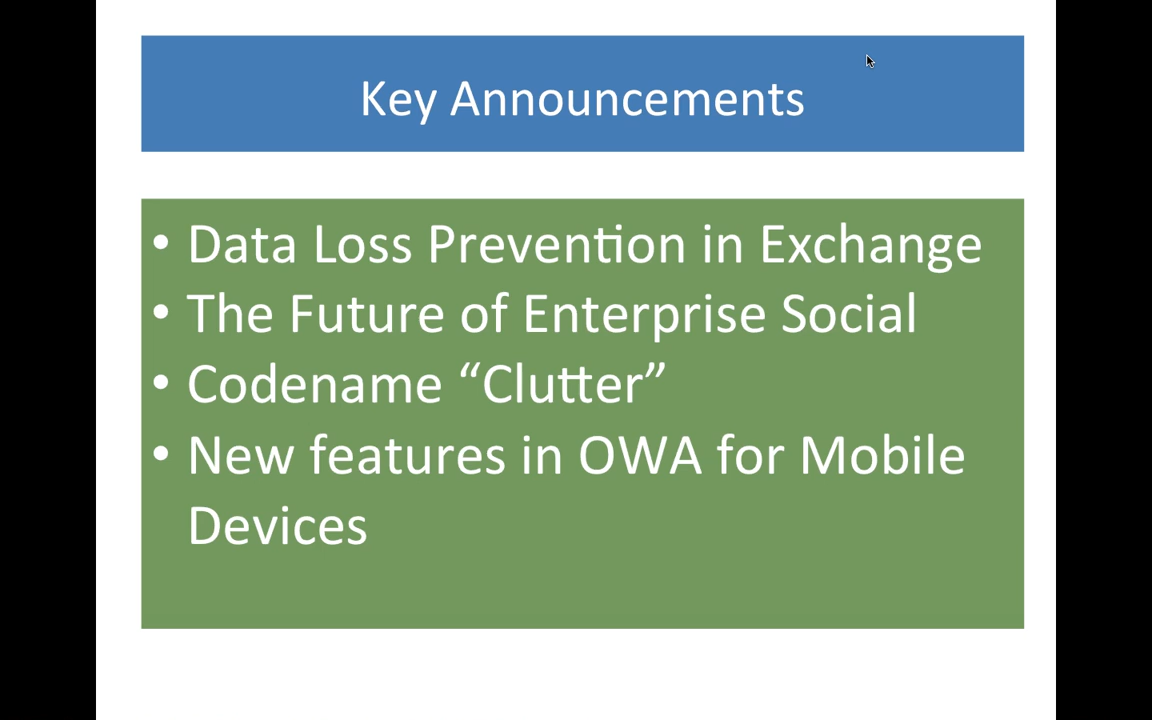 Key Announcements
• Data Loss Prevention in Exchange
• The Future of Enterprise Social
• Codename “Clutter”
• New features in OWA for Mobile
Devices